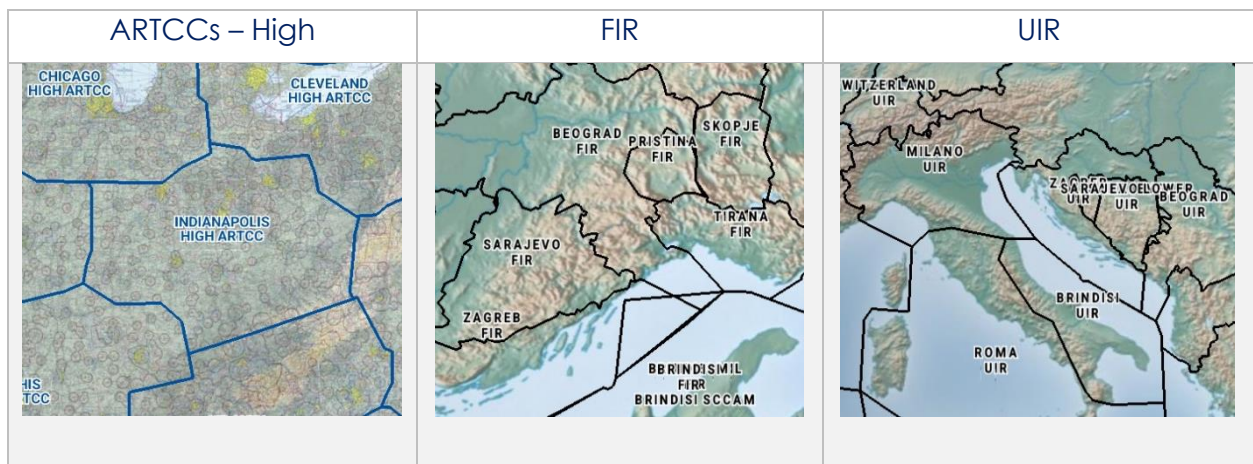 ARTCCs – High
FIR
UIR
CHICAGO
HIGH ARTCC
CLEVELAND
HIGH ARTCC
INDIANAPOLIS
HIGH ARTCC
HIS
TCC
BEOGRAD
FIR
PRISTINA
FIR
SKOPJE
FIR
TIRANA
FIR
SARAJEVO
FIR
ZAGREB
FIR
FIR
BRINDISI SCCAM
WITZERLAND
UIR
MILANO
UIR
UIR
UIR
BEOGRAD
UIR
BRINDISI
UIR
ROMA
UIR